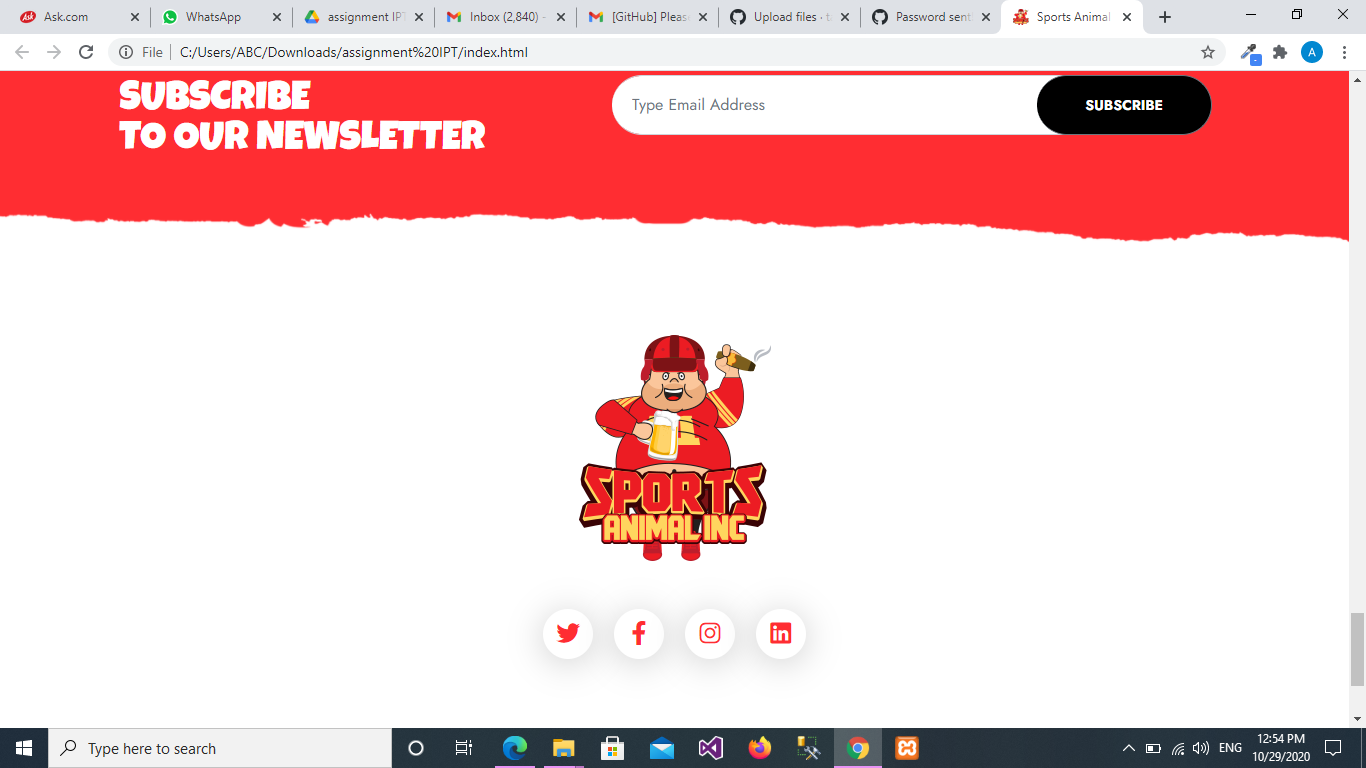 Ask.com
WhatsApp
assignment IPT
Inbox (2,840) -
[GitHub] Pleas
Upload files · t
Password sent
Sports Animal
File
C:/Users/ABC/Downloads/assignment%20IPT/index.html
A
SUBSCRIBE
TO OUR NEWSLETTER
Type Email Address
SUBSCRIBE
SPORTS
ANIMAL INC
Type here to search
ENG
12:54 PM
10/29/2020